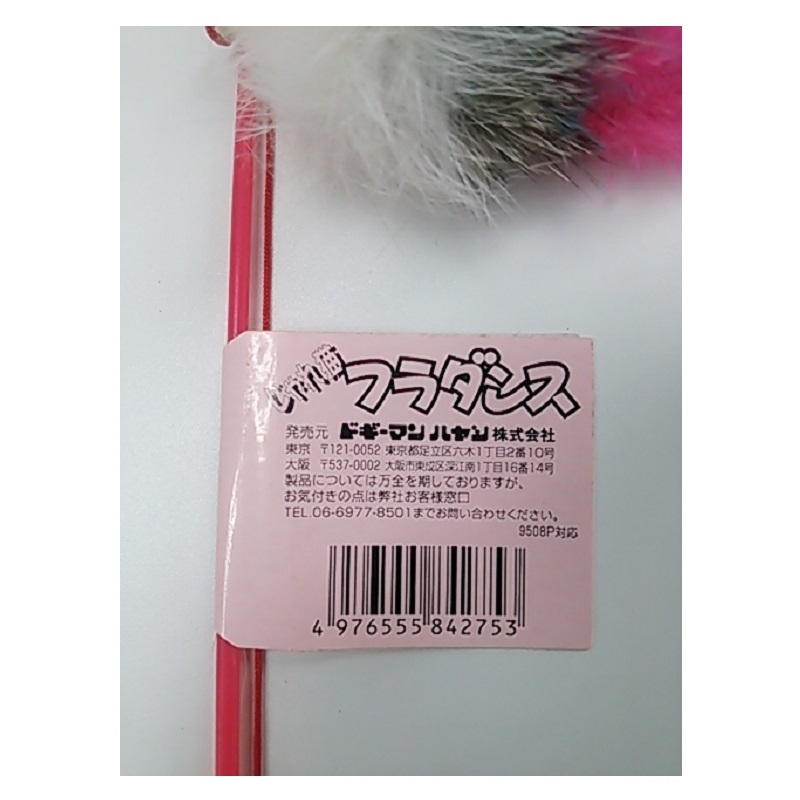 じゃれ猫 フラダンス
発売元 ドギーマンハヤシ株式会社
東京 〒121-0052 東京都足立区六木1丁目2番10号
大阪 〒537-0002 大阪市東成区深江南1丁目16番14号
製品については万全を期しておりますが、
お気付きの点は弊社お客様窓口
TEL.06-6977-8501までお問い合わせください。
9508P対応
4 976555 842753